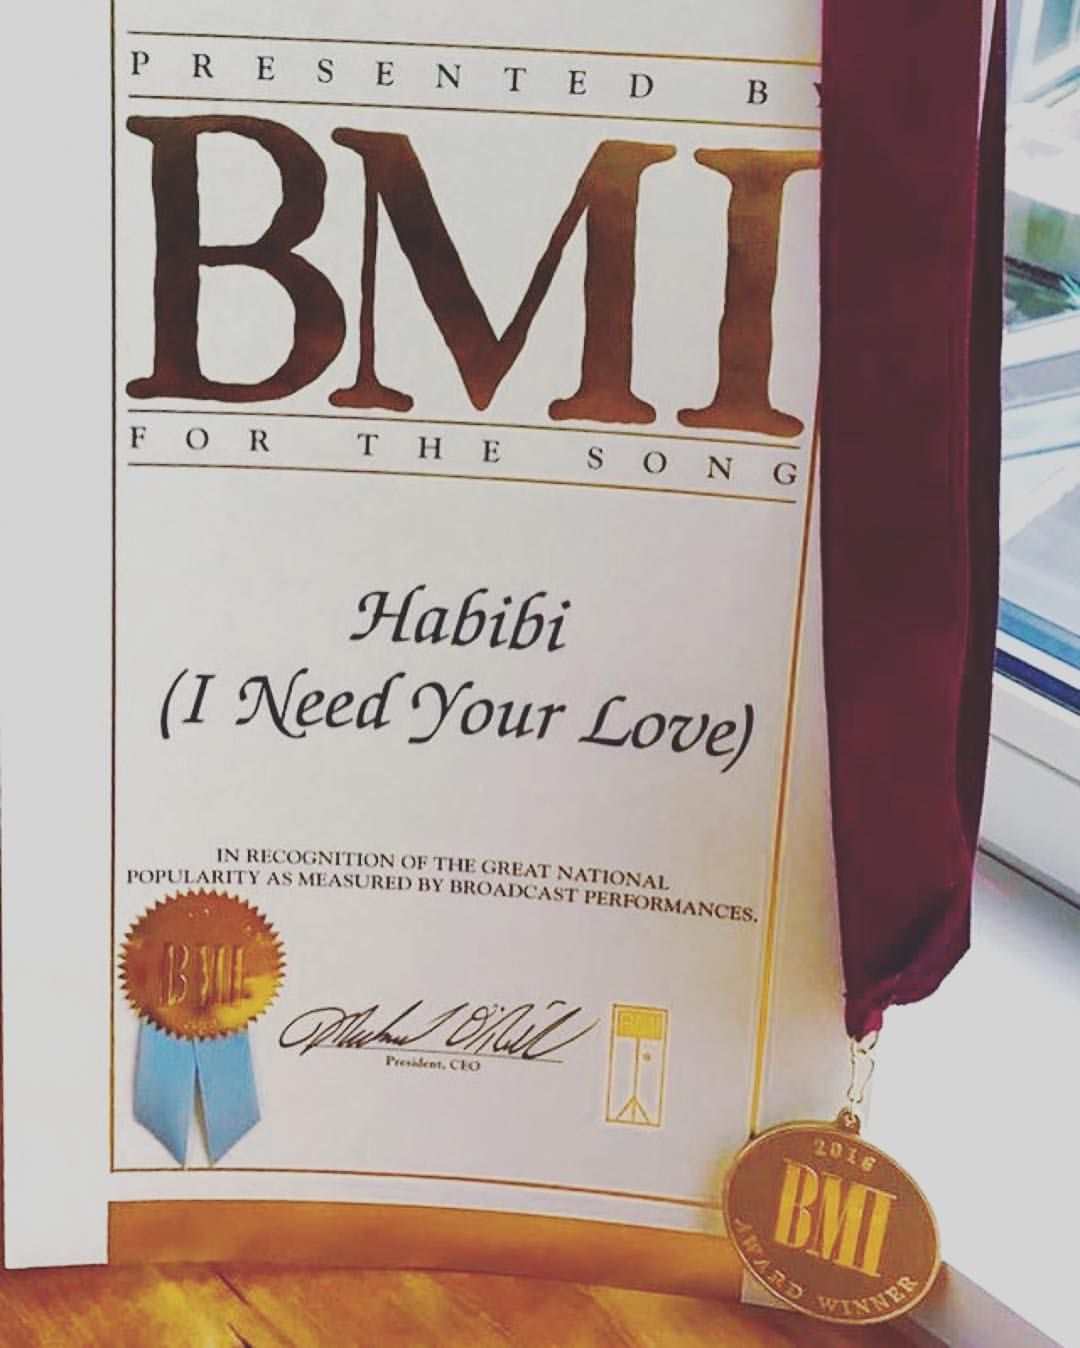 PRESENTED BY
BMI
FOR THE SONG
Habibi
(I Need Your Love)
IN RECOGNITION OF THE GREAT NATIONAL
POPULARITY AS MEASURED BY BROADCAST PERFORMANCES.
BMI
President, CEO
2016
BMI
AWARD WINNER